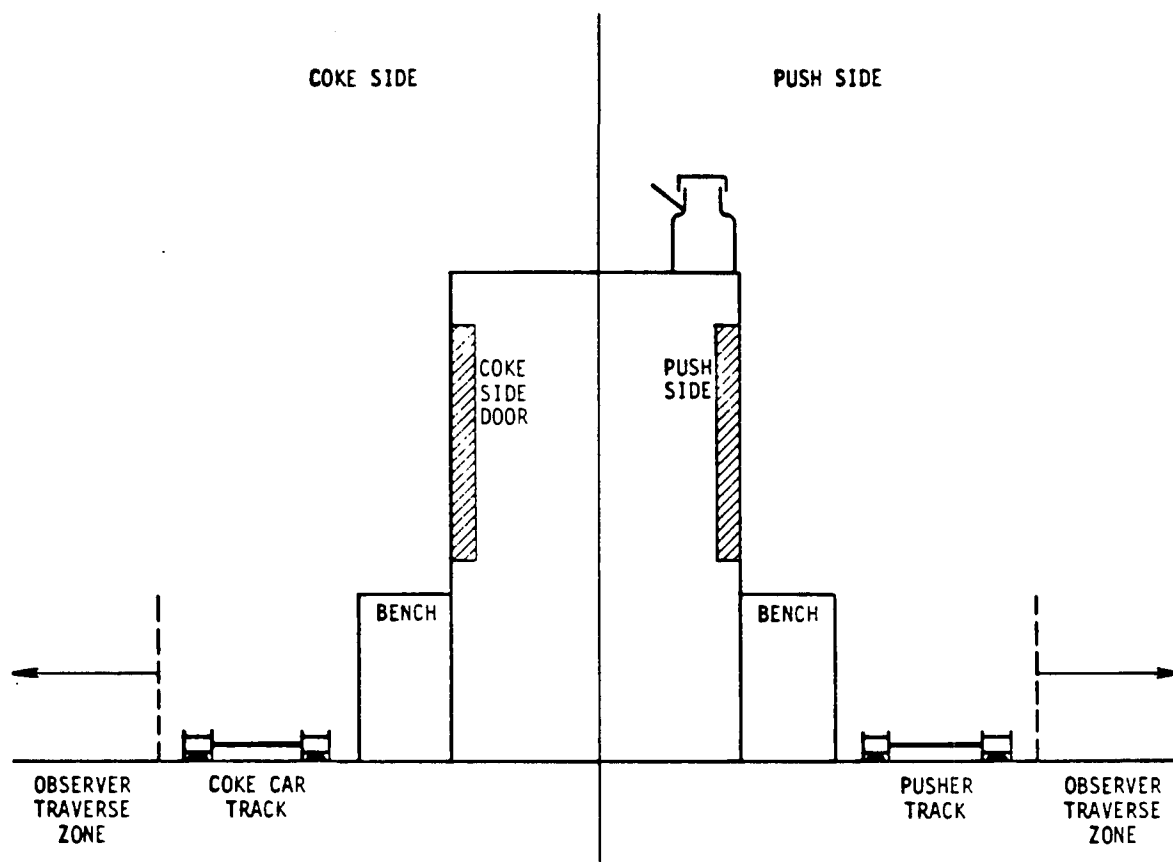 COKE SIDE
PUSH SIDE
COKE
SIDE
DOOR
PUSH
SIDE
BENCH
BENCH
OBSERVER
TRAVERSE
ZONE
COKE CAR
TRACK
PUSHER
TRACK
OBSERVER
TRAVERSE
ZONE